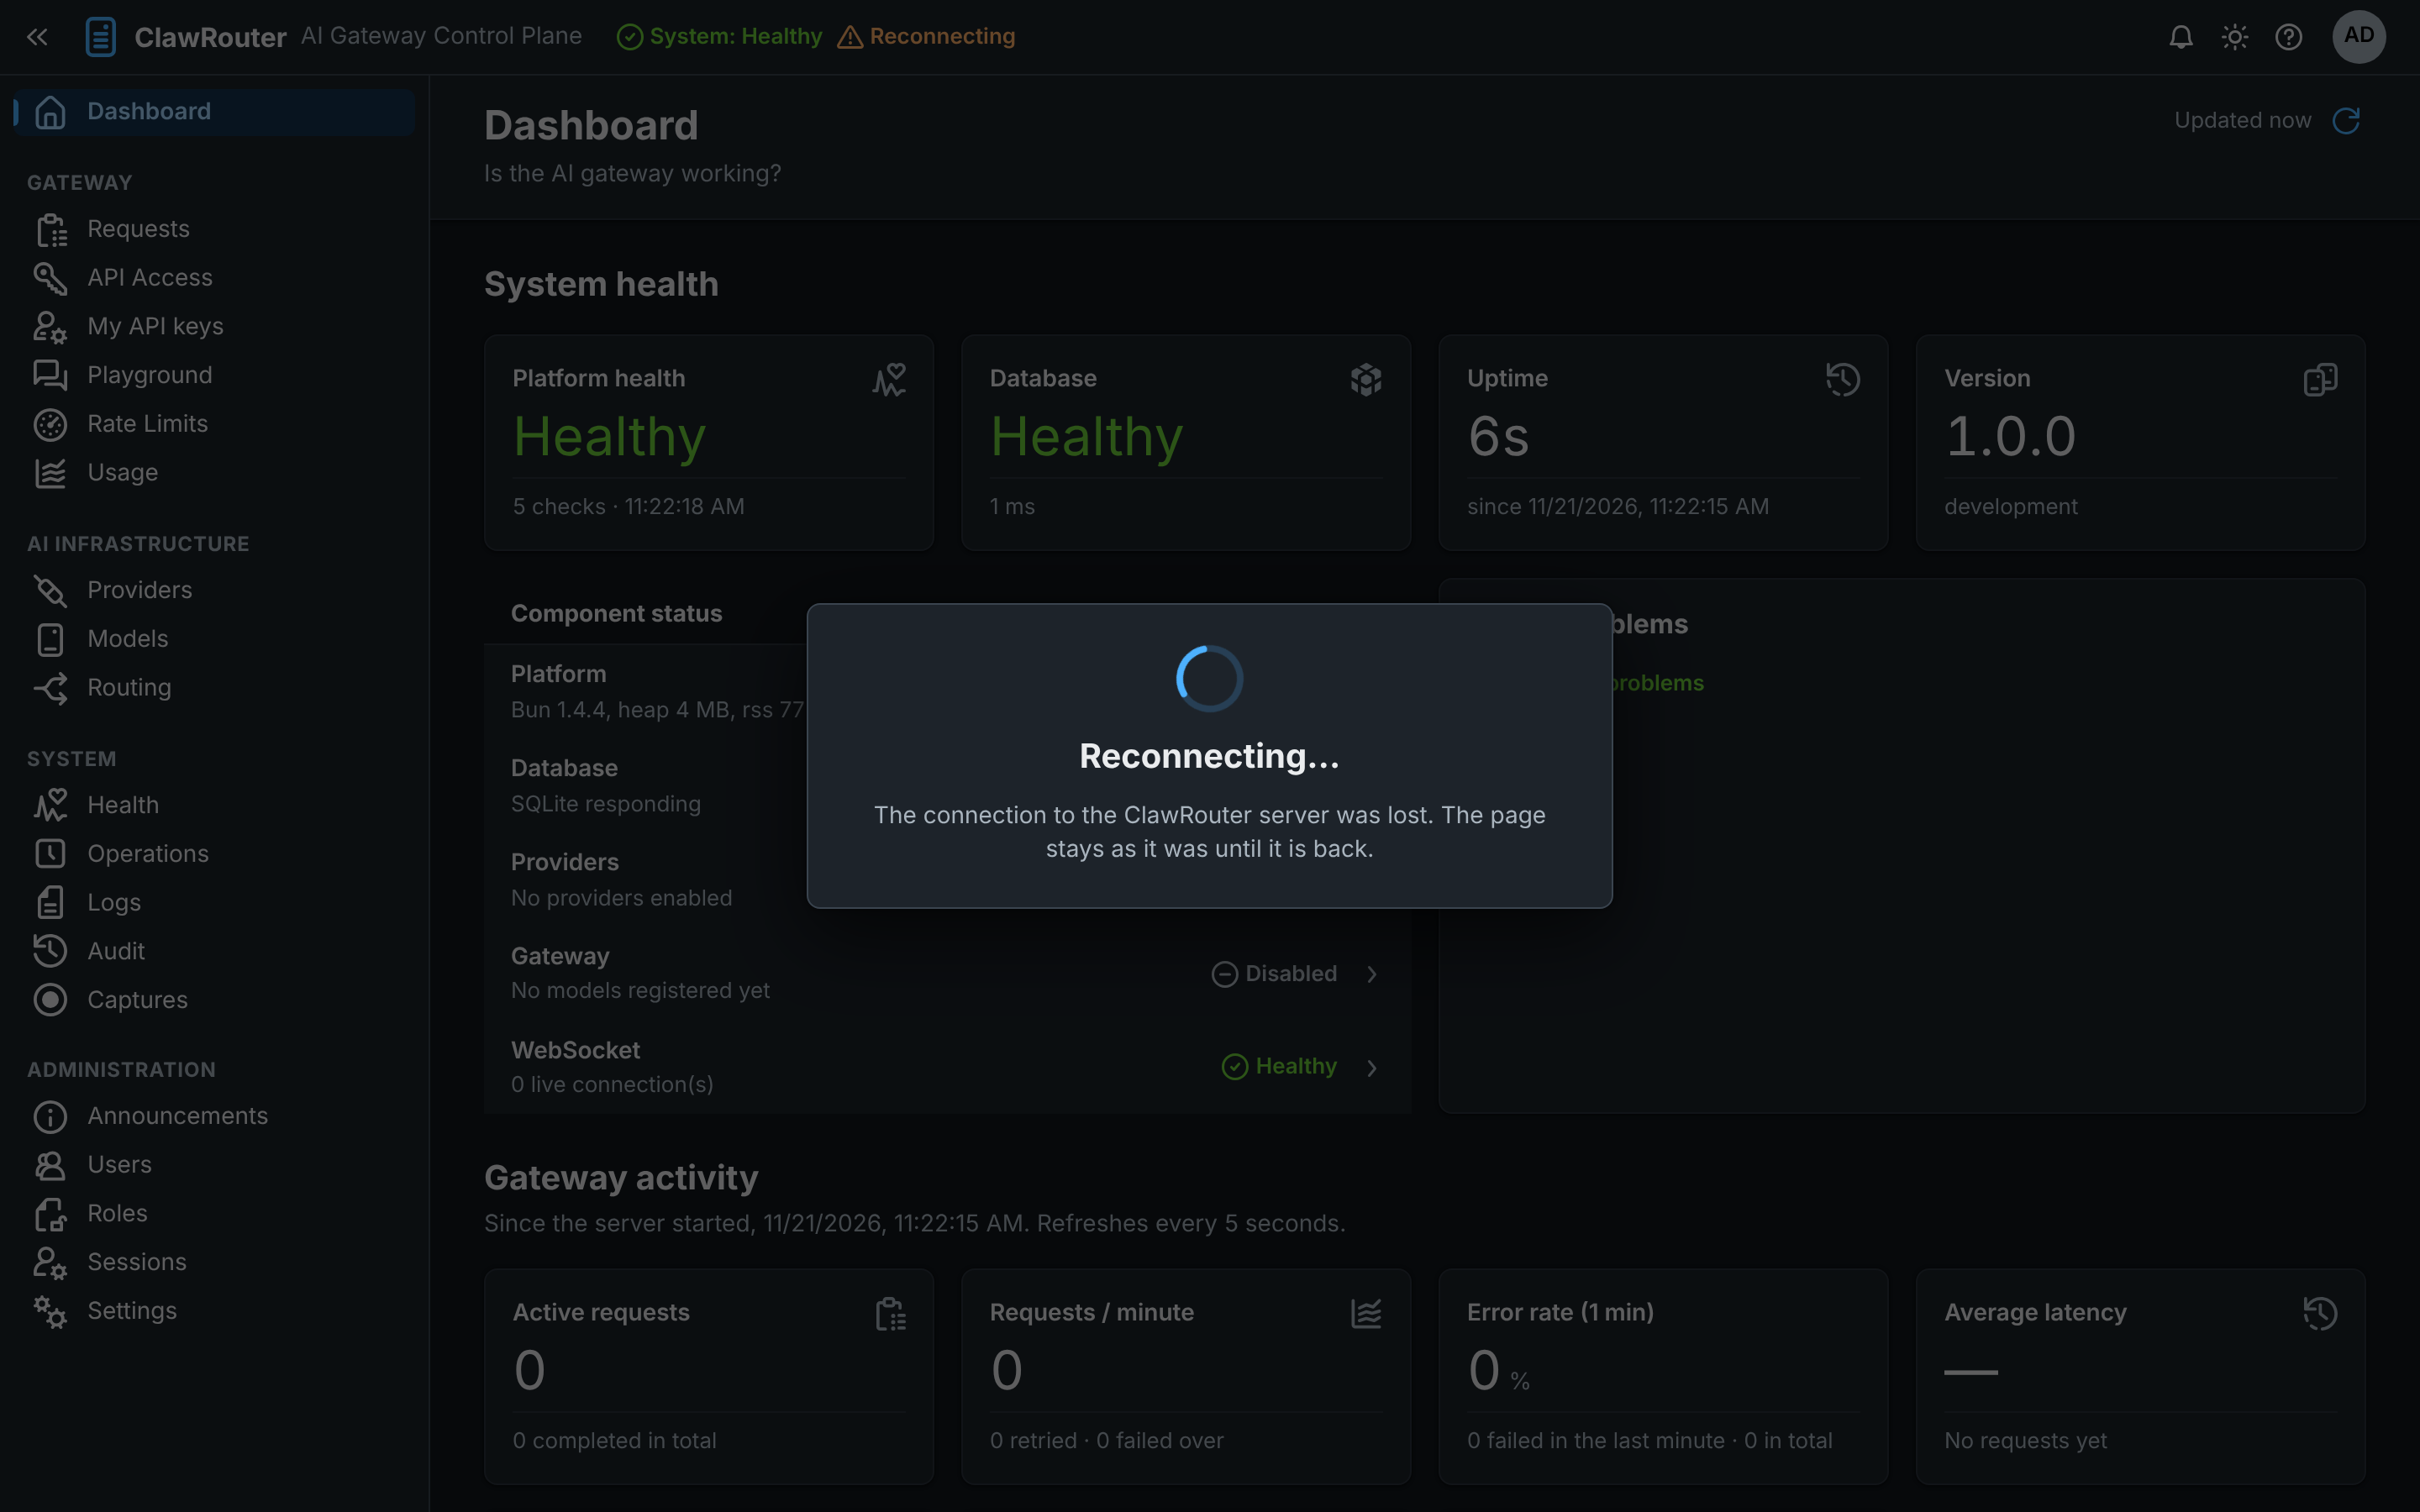 ClawRouter AI Gateway Control Plane System: Healthy Reconnecting AD
Dashboard
GATEWAY
Requests
API Access
My API keys
Playground
Rate Limits
Usage
AI INFRASTRUCTURE
Providers
Models
Routing
SYSTEM
Health
Operations
Logs
Audit
Captures
ADMINISTRATION
Announcements
Users
Roles
Sessions
Settings
Dashboard
Updated now
Is the AI gateway working?
System health
Platform health
Healthy
5 checks · 11:22:18 AM
Database
Healthy
1 ms
Uptime
6s
since 11/21/2026, 11:22:15 AM
Version
1.0.0
development
Component status
Platform
Bun 1.4.4, heap 4 MB, rss 77
Database
SQLite responding
Providers
No providers enabled
Gateway
No models registered yet
Disabled
WebSocket
0 live connection(s)
Healthy
Reconnecting...
The connection to the ClawRouter server was lost. The page
stays as it was until it is back.
Gateway activity
Since the server started, 11/21/2026, 11:22:15 AM. Refreshes every 5 seconds.
Active requests
0
0 completed in total
Requests / minute
0
0 retried · 0 failed over
Error rate (1 min)
0 %
0 failed in the last minute · 0 in total
Average latency
—
No requests yet